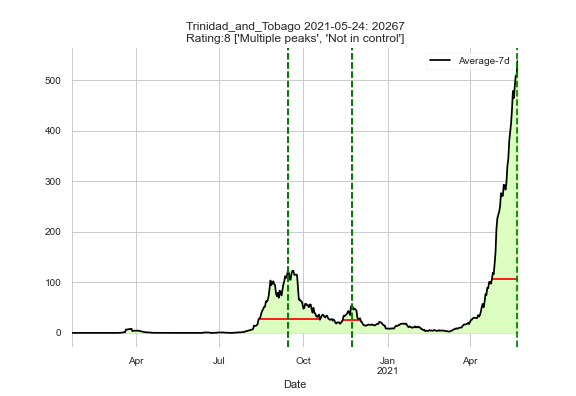 Trinidad_and_Tobago 2021-05-24: 20267
Rating:8 ['Multiple peaks', 'Not in control']
Average-7d
500
400
300
200
100
0
Apr
Jul
Oct
Jan
2021
Apr
Date